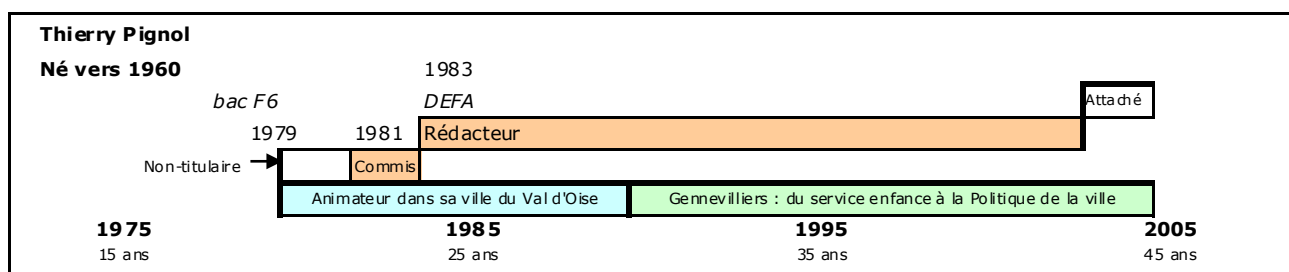 Thierry Pignol
Né vers 1960
1983
bac F6
DEFA
Attaché
1979
1981
Rédacteur
Non-titulaire
Commis
Animateur dans sa ville du Val d'Oise
Gennevilliers : du service enfance à la Politique de la ville
1975
1985
1995
2005
15 ans
25 ans
35 ans
45 ans